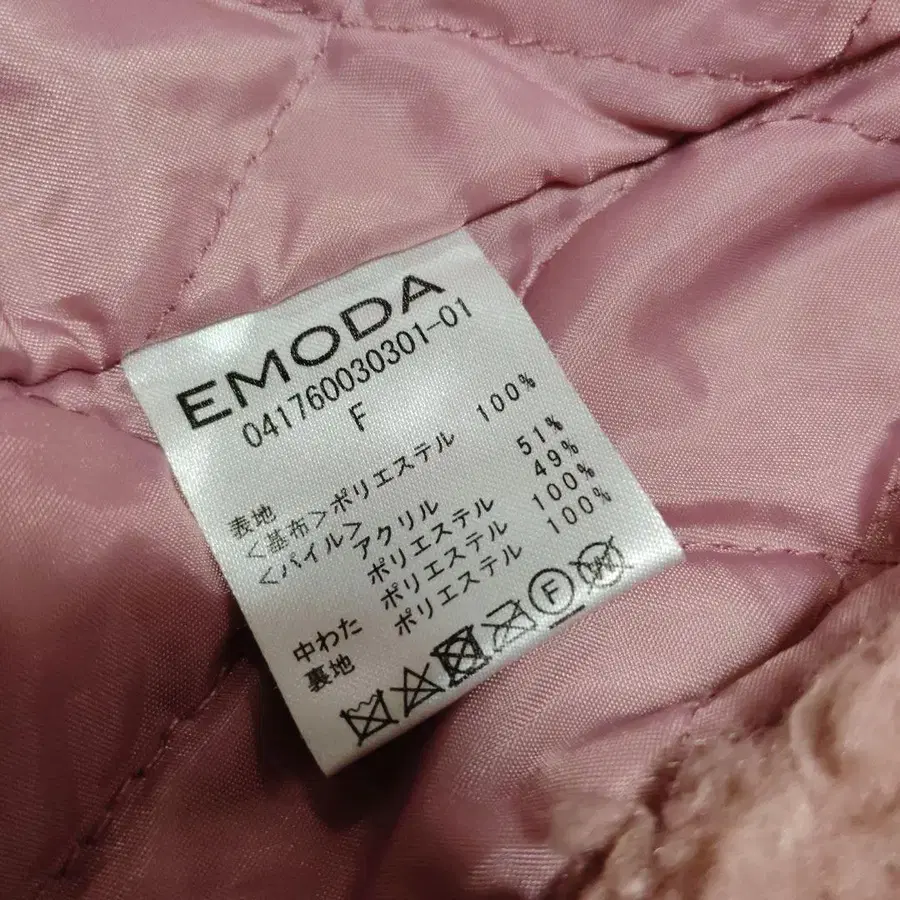 EMODA
041760030301-01
F
表地
<基布>ポリエステル 100%
<パイル> アクリル 51%
ポリエステル 49%
中わた ポリエステル 100%
裏地 ポリエステル 100%
F
W